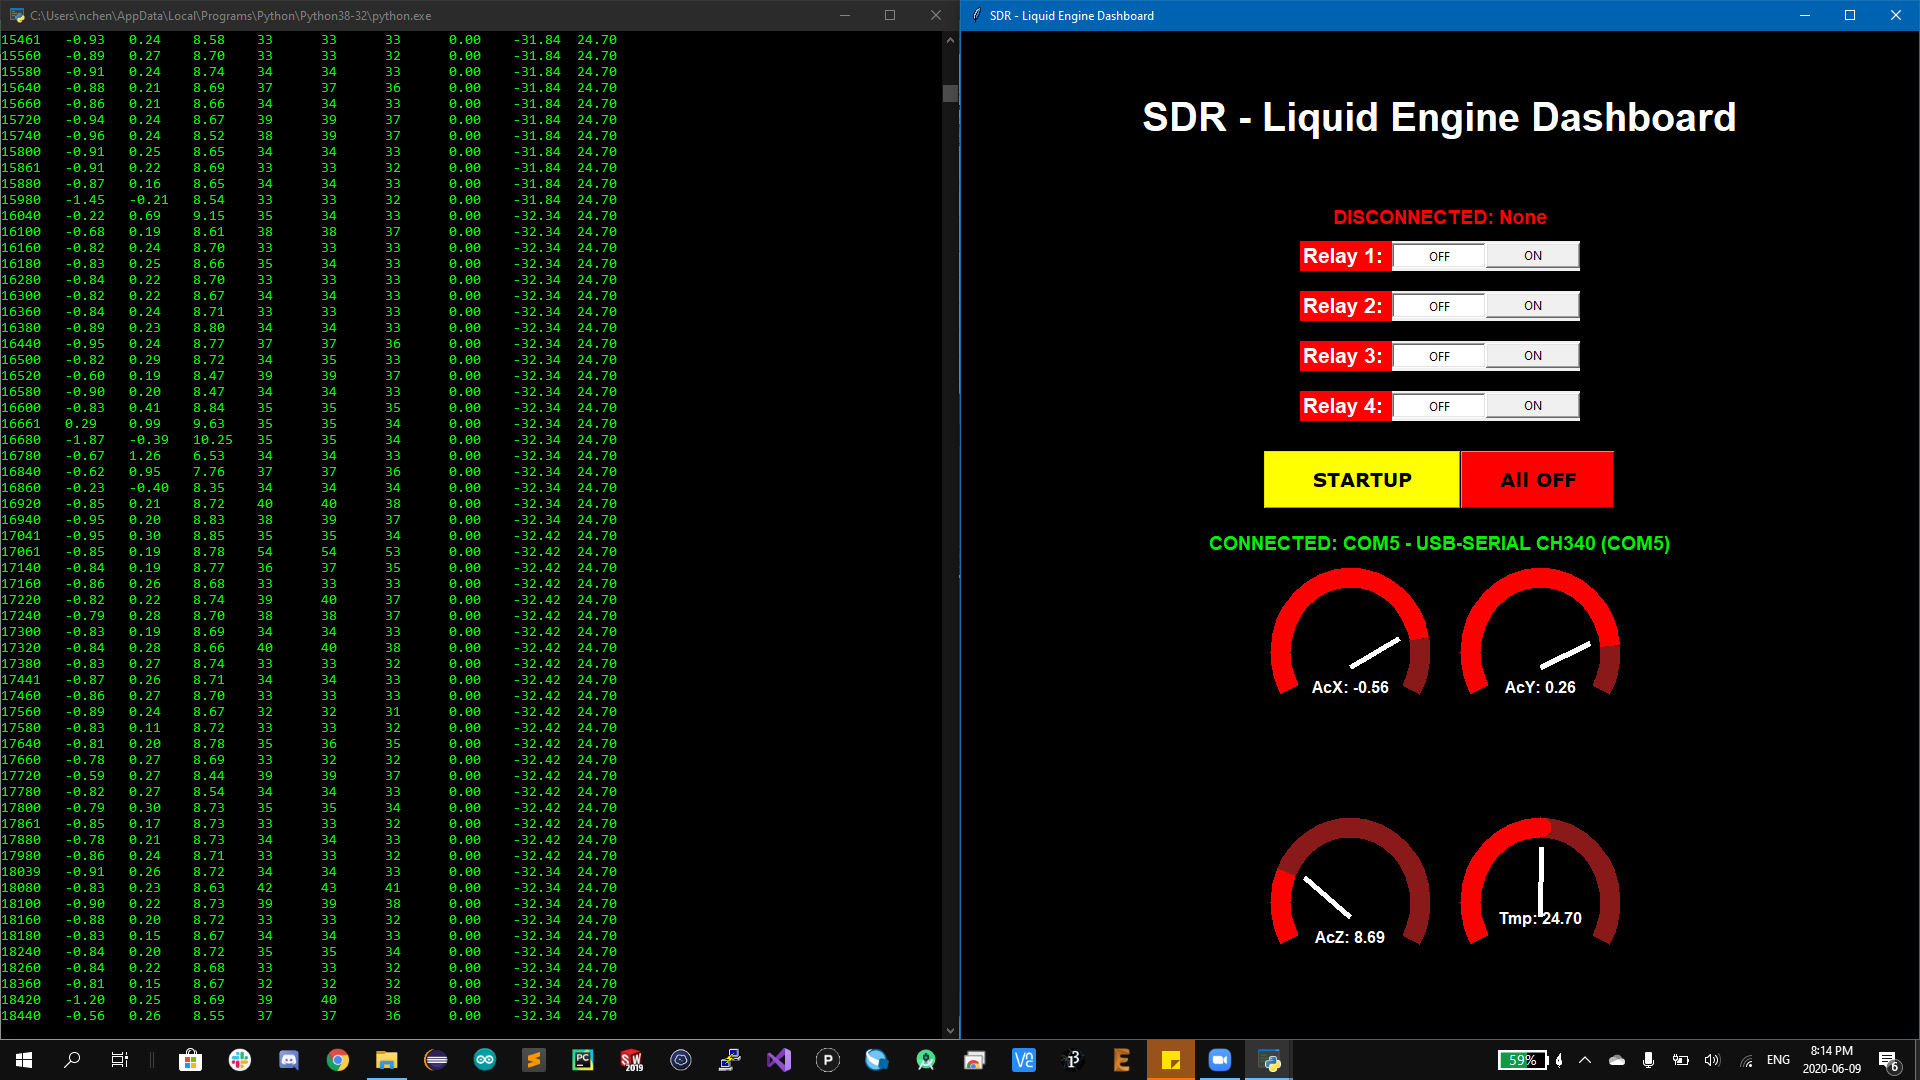 C:\Users\nchen\AppData\Local\Programs\Python\Python38-32\python.exe
15461 -0.93 0.24 8.58 33 33 33 0.00 -31.84 24.70
15560 -0.89 0.27 8.70 33 33 32 0.00 -31.84 24.70
15580 -0.91 0.24 8.74 34 34 33 0.00 -31.84 24.70
15640 -0.88 0.21 8.69 37 37 36 0.00 -31.84 24.70
15660 -0.86 0.21 8.66 34 34 33 0.00 -31.84 24.70
15720 -0.94 0.24 8.67 39 39 37 0.00 -31.84 24.70
15740 -0.96 0.24 8.52 38 39 37 0.00 -31.84 24.70
15800 -0.91 0.25 8.65 34 34 33 0.00 -31.84 24.70
15861 -0.91 0.22 8.69 33 33 32 0.00 -31.84 24.70
15880 -0.87 0.16 8.65 34 34 33 0.00 -31.84 24.70
15980 -1.45 -0.21 8.54 33 33 32 0.00 -31.84 24.70
16040 -0.22 0.69 9.15 35 34 33 0.00 -32.34 24.70
16100 -0.68 0.19 8.61 38 38 37 0.00 -32.34 24.70
16160 -0.82 0.24 8.70 33 33 33 0.00 -32.34 24.70
16180 -0.83 0.25 8.66 35 34 33 0.00 -32.34 24.70
16280 -0.84 0.22 8.70 33 33 33 0.00 -32.34 24.70
16300 -0.82 0.22 8.67 34 34 33 0.00 -32.34 24.70
16360 -0.84 0.24 8.71 33 33 33 0.00 -32.34 24.70
16380 -0.89 0.23 8.80 34 34 33 0.00 -32.34 24.70
16440 -0.95 0.24 8.77 37 37 36 0.00 -32.34 24.70
16500 -0.82 0.29 8.72 34 35 33 0.00 -32.34 24.70
16520 -0.60 0.19 8.47 39 39 37 0.00 -32.34 24.70
16580 -0.90 0.20 8.47 34 34 33 0.00 -32.34 24.70
16600 -0.83 0.41 8.84 35 35 35 0.00 -32.34 24.70
16661 0.29 0.99 9.63 35 35 34 0.00 -32.34 24.70
16680 -1.87 -0.39 10.25 35 35 34 0.00 -32.34 24.70
16780 -0.67 1.26 6.53 34 34 33 0.00 -32.34 24.70
16840 -0.62 0.95 7.76 37 37 36 0.00 -32.34 24.70
16860 -0.23 -0.40 8.35 34 34 34 0.00 -32.34 24.70
16920 -0.85 0.21 8.72 40 40 38 0.00 -32.34 24.70
16940 -0.95 0.20 8.83 38 39 37 0.00 -32.34 24.70
17041 -0.95 0.30 8.85 35 35 34 0.00 -32.42 24.70
17061 -0.85 0.19 8.78 54 54 53 0.00 -32.42 24.70
17140 -0.84 0.19 8.77 36 37 35 0.00 -32.42 24.70
17160 -0.86 0.26 8.68 33 33 33 0.00 -32.42 24.70
17220 -0.82 0.22 8.74 39 40 37 0.00 -32.42 24.70
17240 -0.79 0.28 8.70 38 38 37 0.00 -32.42 24.70
17300 -0.83 0.19 8.69 34 34 33 0.00 -32.42 24.70
17320 -0.84 0.28 8.66 40 40 38 0.00 -32.42 24.70
17380 -0.83 0.27 8.74 33 33 32 0.00 -32.42 24.70
17441 -0.87 0.26 8.71 34 34 33 0.00 -32.42 24.70
17460 -0.86 0.27 8.70 33 33 33 0.00 -32.42 24.70
17560 -0.89 0.24 8.67 32 32 31 0.00 -32.42 24.70
17580 -0.83 0.11 8.72 33 33 32 0.00 -32.42 24.70
17640 -0.81 0.20 8.78 35 36 35 0.00 -32.42 24.70
17660 -0.78 0.27 8.69 33 32 32 0.00 -32.42 24.70
17720 -0.59 0.27 8.44 39 39 37 0.00 -32.42 24.70
17780 -0.82 0.27 8.54 34 34 33 0.00 -32.42 24.70
17800 -0.79 0.30 8.73 35 35 34 0.00 -32.42 24.70
17861 -0.85 0.17 8.73 33 33 32 0.00 -32.42 24.70
17880 -0.78 0.21 8.73 34 34 33 0.00 -32.42 24.70
17980 -0.86 0.24 8.71 33 33 32 0.00 -32.42 24.70
18039 -0.91 0.26 8.72 34 34 33 0.00 -32.34 24.70
18080 -0.83 0.23 8.63 42 43 41 0.00 -32.34 24.70
18100 -0.90 0.22 8.73 39 39 38 0.00 -32.34 24.70
18160 -0.88 0.20 8.72 33 33 32 0.00 -32.34 24.70
18180 -0.83 0.15 8.67 34 34 33 0.00 -32.34 24.70
18240 -0.84 0.20 8.72 35 35 34 0.00 -32.34 24.70
18260 -0.84 0.22 8.68 33 33 32 0.00 -32.34 24.70
18360 -0.81 0.15 8.67 32 32 32 0.00 -32.34 24.70
18420 -1.20 0.25 8.69 39 40 38 0.00 -32.34 24.70
18440 -0.56 0.26 8.55 37 37 36 0.00 -32.34 24.70
SDR - Liquid Engine Dashboard
SDR - Liquid Engine Dashboard
DISCONNECTED: None
Relay 1: OFF ON
Relay 2: OFF ON
Relay 3: OFF ON
Relay 4: OFF ON
STARTUP All OFF
CONNECTED: COM5 - USB-SERIAL CH340 (COM5)
AcX: -0.56 AcY: 0.26
AcZ: 8.69 Tmp: 24.70
59% ENG 8:14 PM
2020-06-09
6